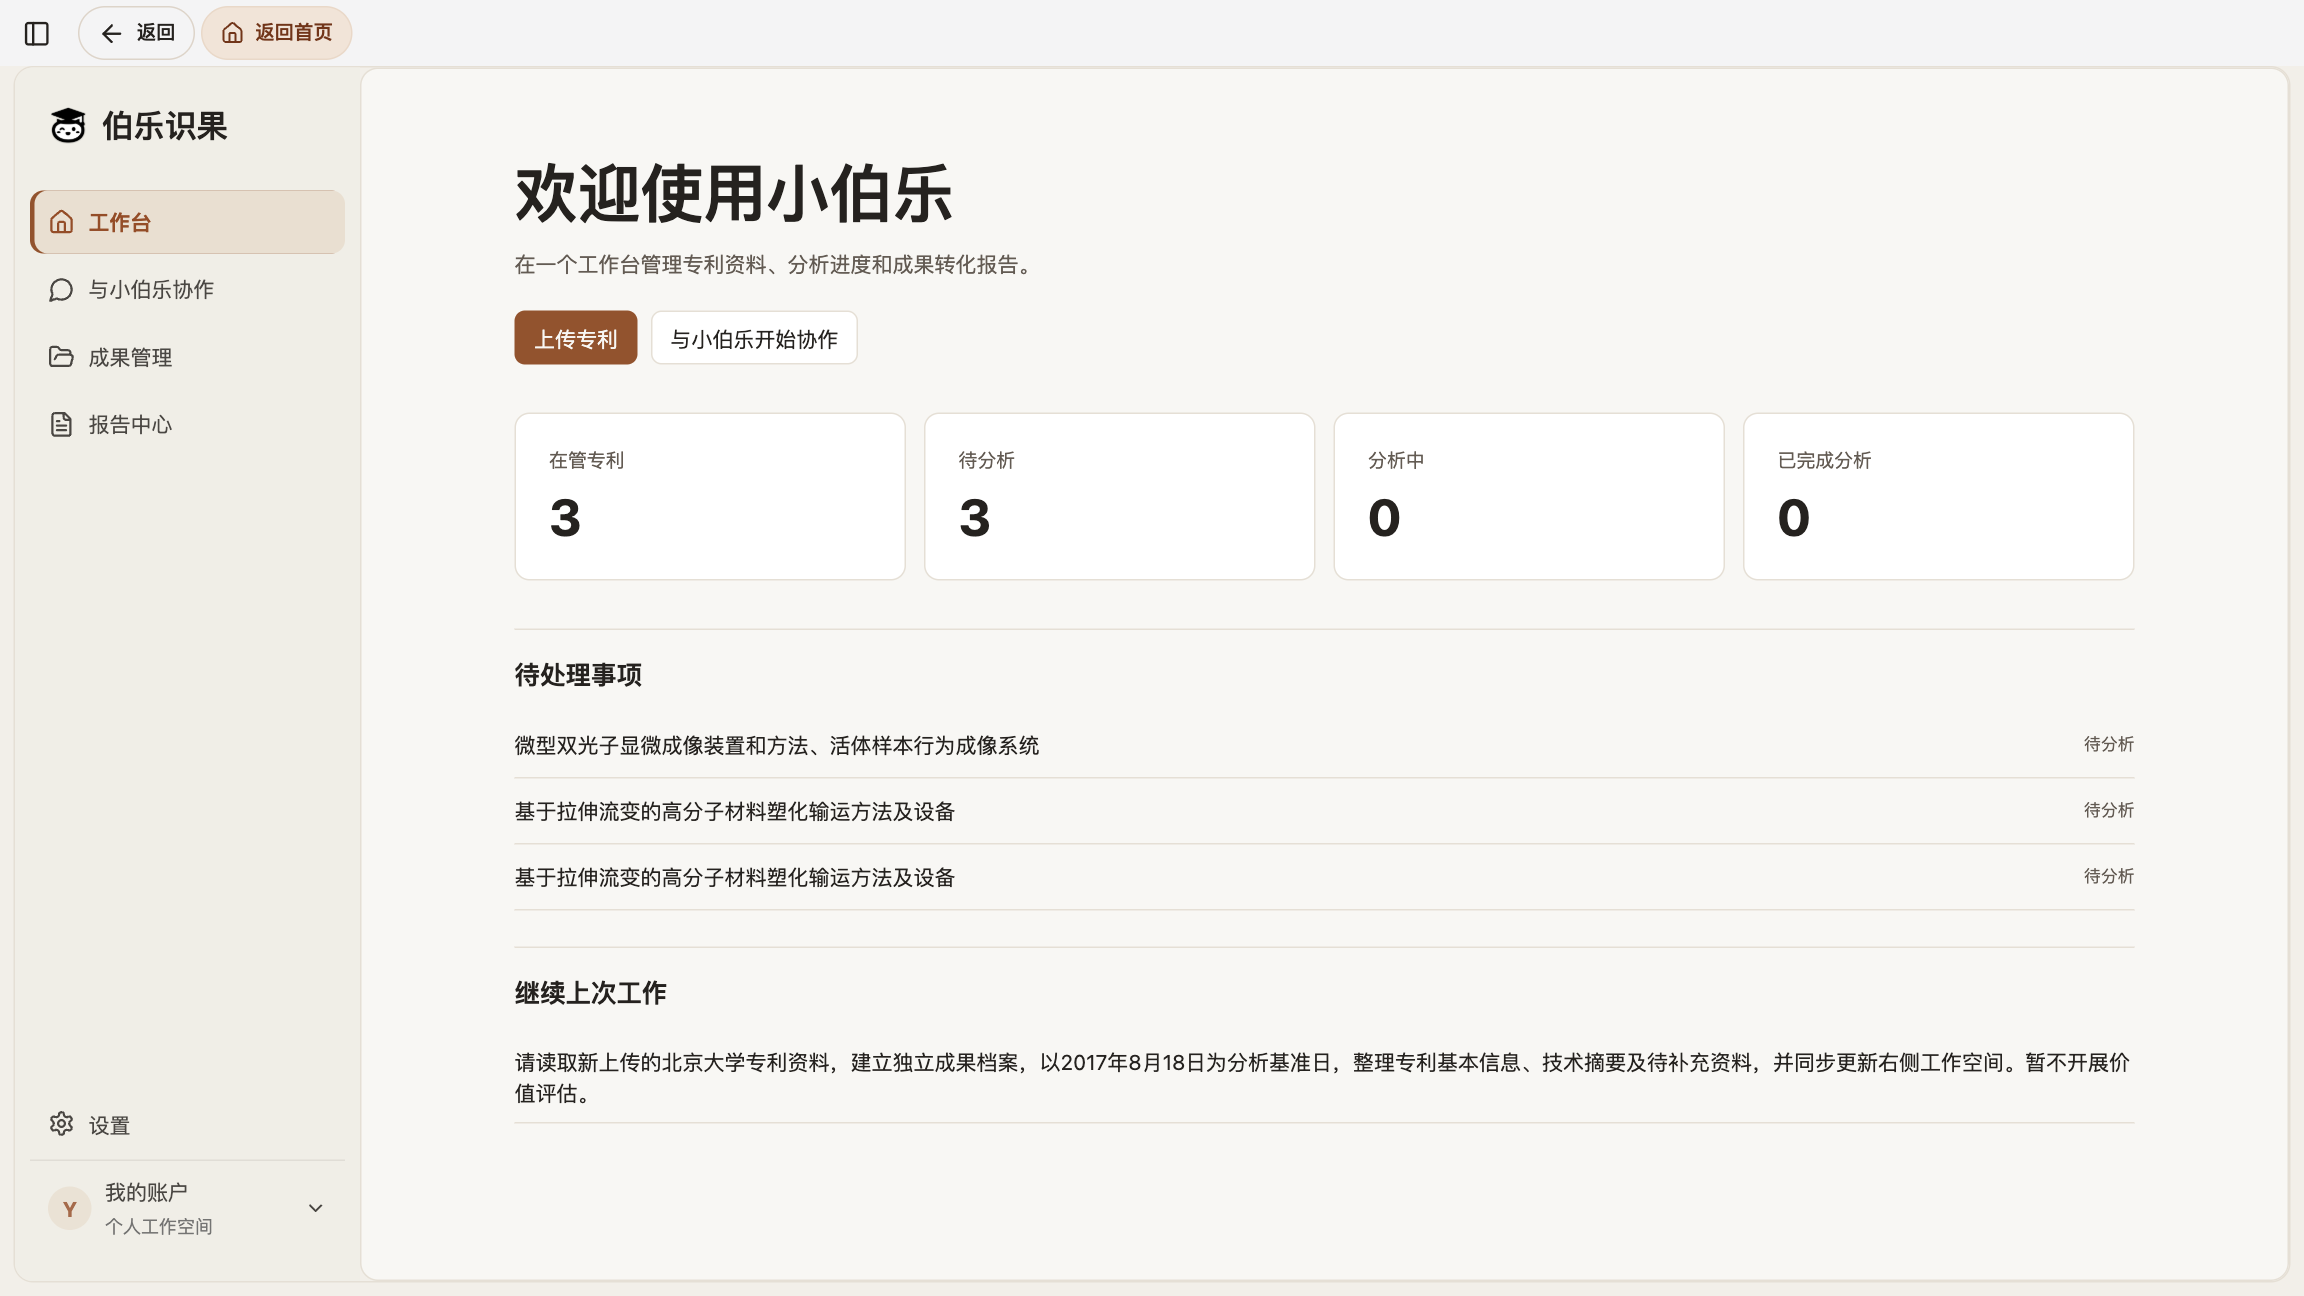 返回
返回首页
伯乐识果
工作台
与小伯乐协作
成果管理
报告中心
设置
Y
我的账户
个人工作空间
欢迎使用小伯乐
在一个工作台管理专利资料、分析进度和成果转化报告。
上传专利
与小伯乐开始协作
在管专利
3
待分析
3
分析中
0
已完成分析
0
待处理事项
微型双光子显微成像装置和方法、活体样本行为成像系统
待分析
基于拉伸流变的高分子材料塑化输运方法及设备
待分析
基于拉伸流变的高分子材料塑化输运方法及设备
待分析
继续上次工作
请读取新上传的北京大学专利资料，建立独立成果档案，以2017年8月18日为分析基准日，整理专利基本信息、技术摘要及待补充资料，并同步更新右侧工作空间。暂不开展价
值评估。